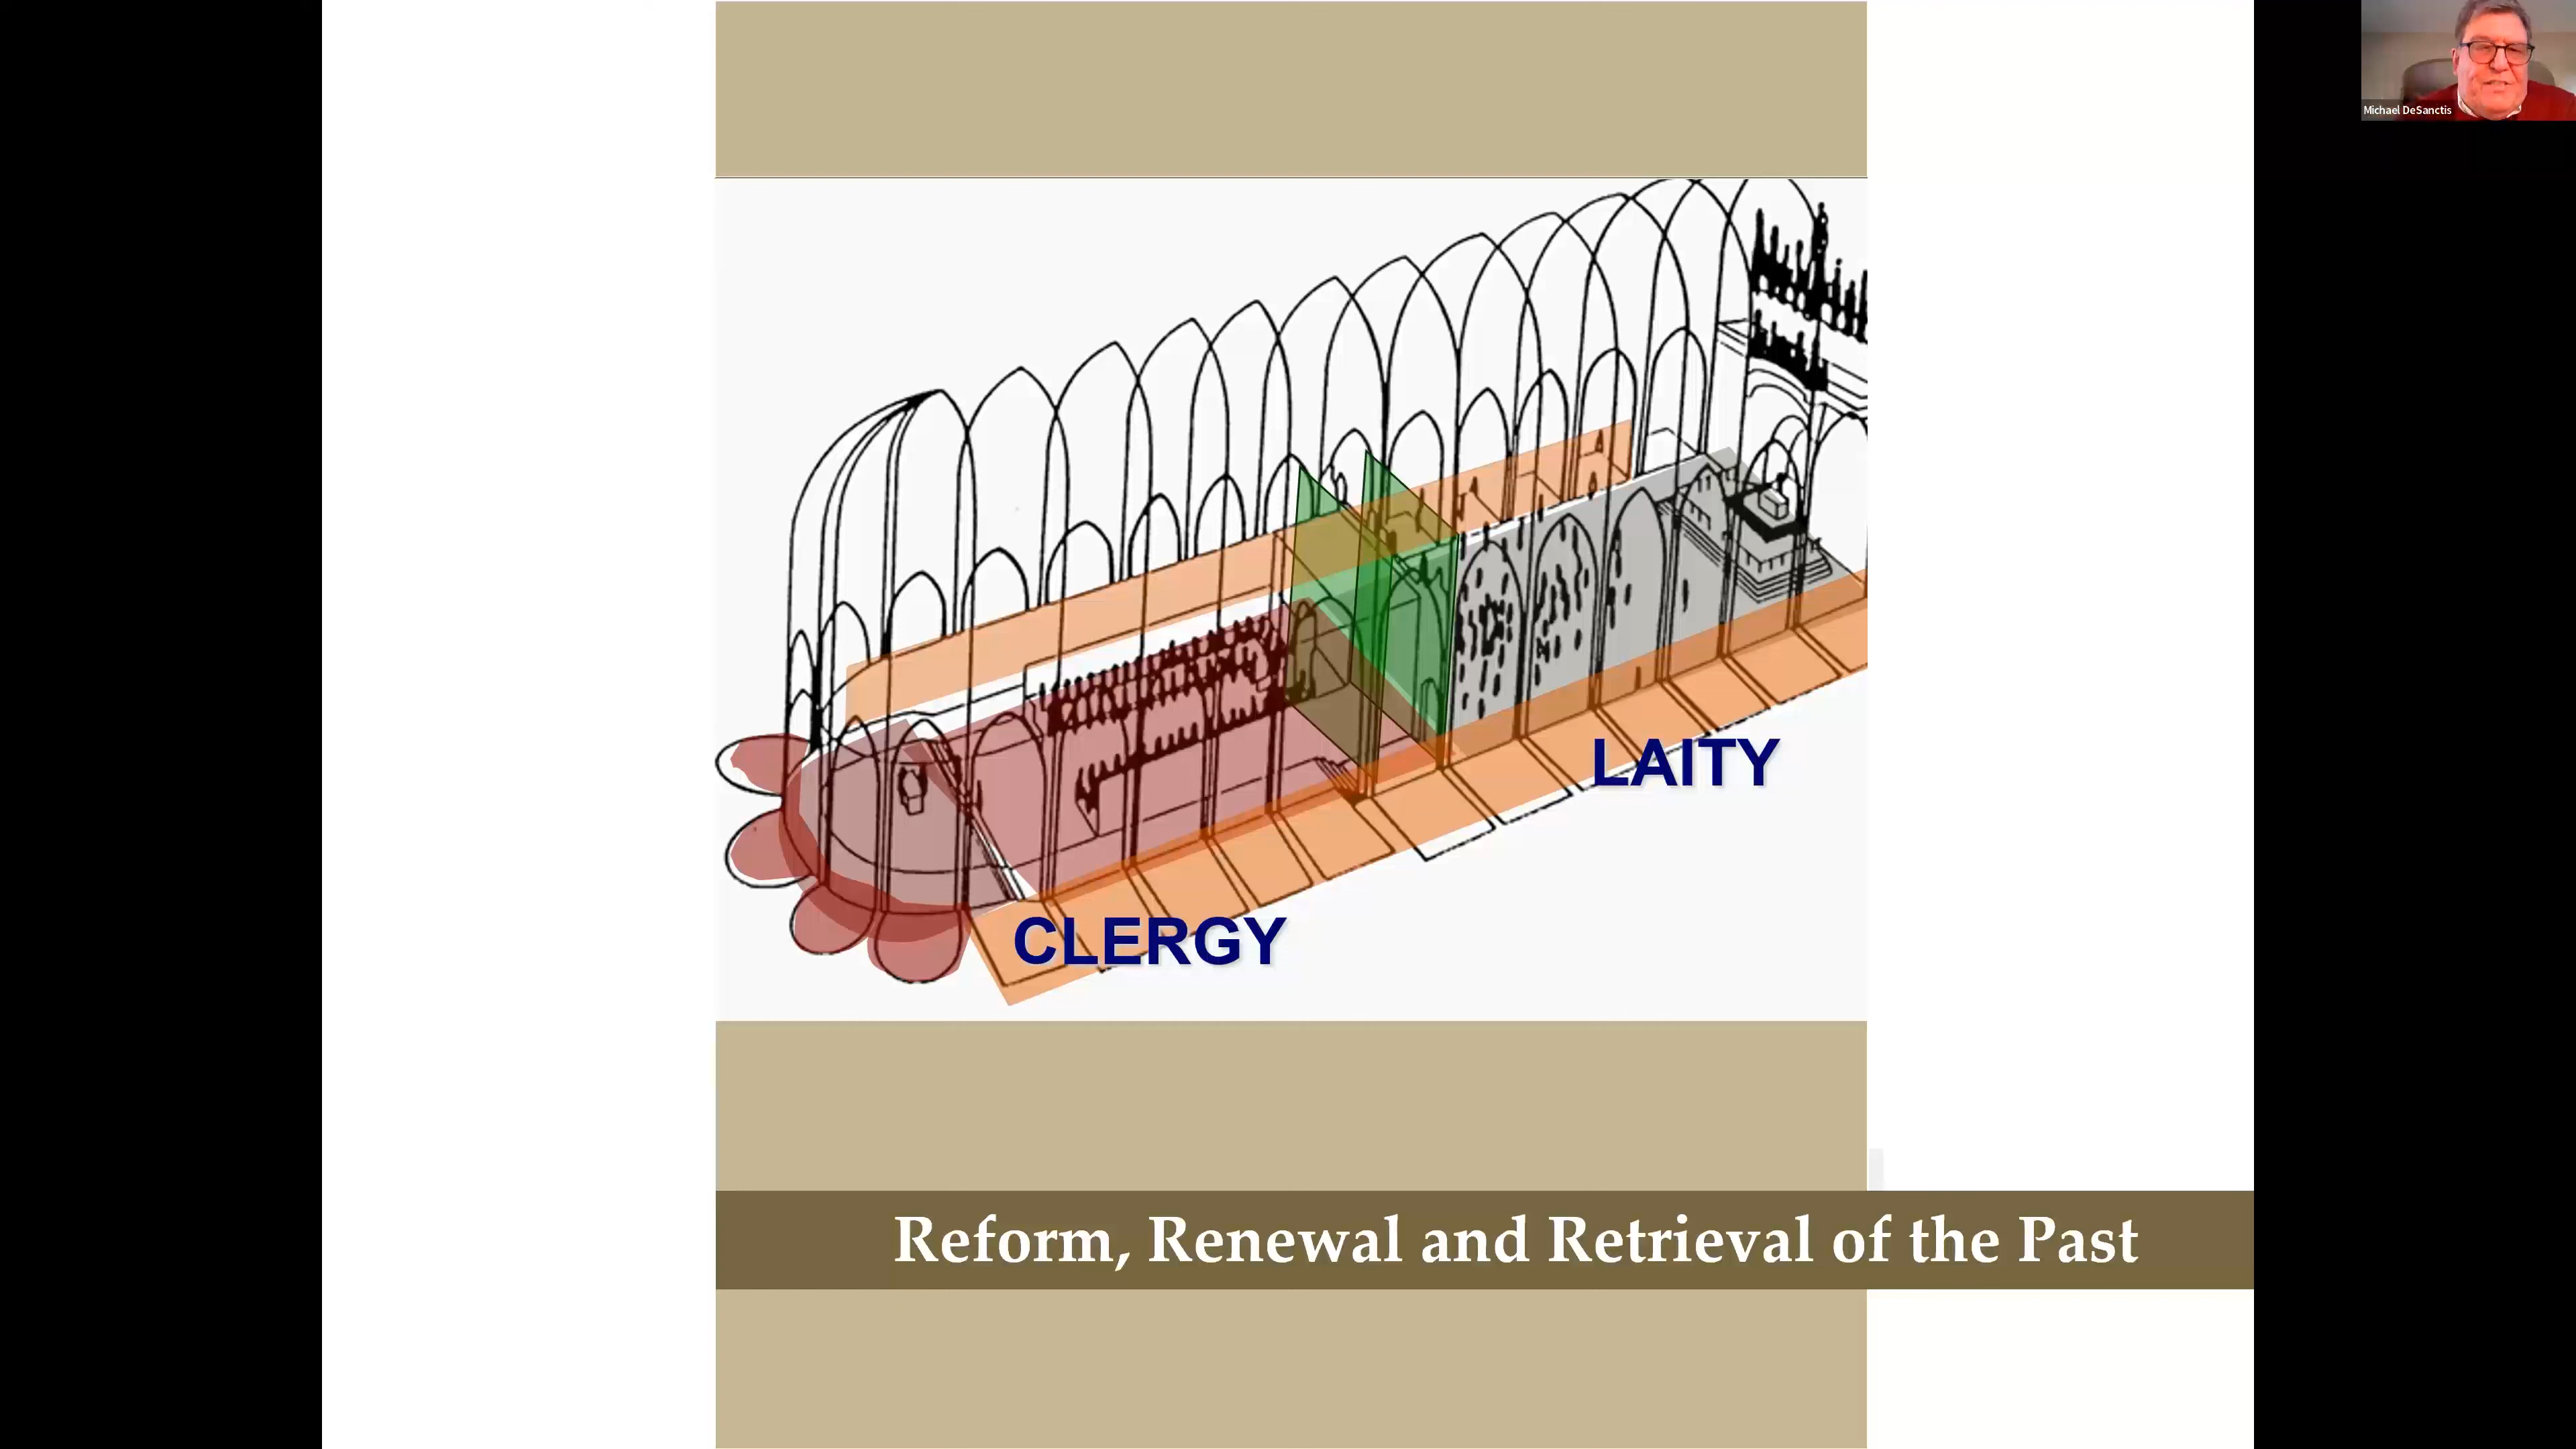 Michael DeSanctis
LAITY
CLERGY
Reform, Renewal and Retrieval of the Past